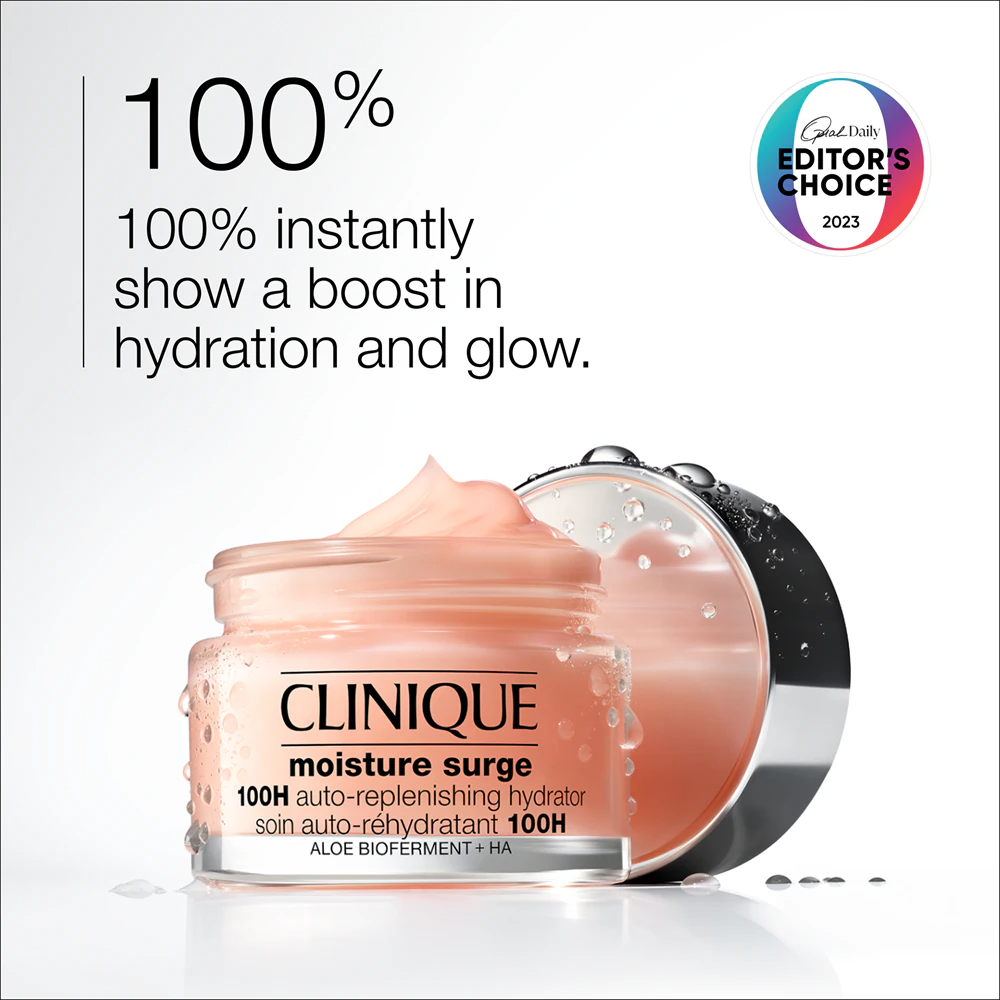 100%
100% instantly
show a boost in
hydration and glow.
Oprah Daily
EDITOR'S
CHOICE
2023
CLINIQUE
moisture surge
100H auto-replenishing hydrator
soin auto-réhydratant 100H
ALOE BIOFERMENT + HA